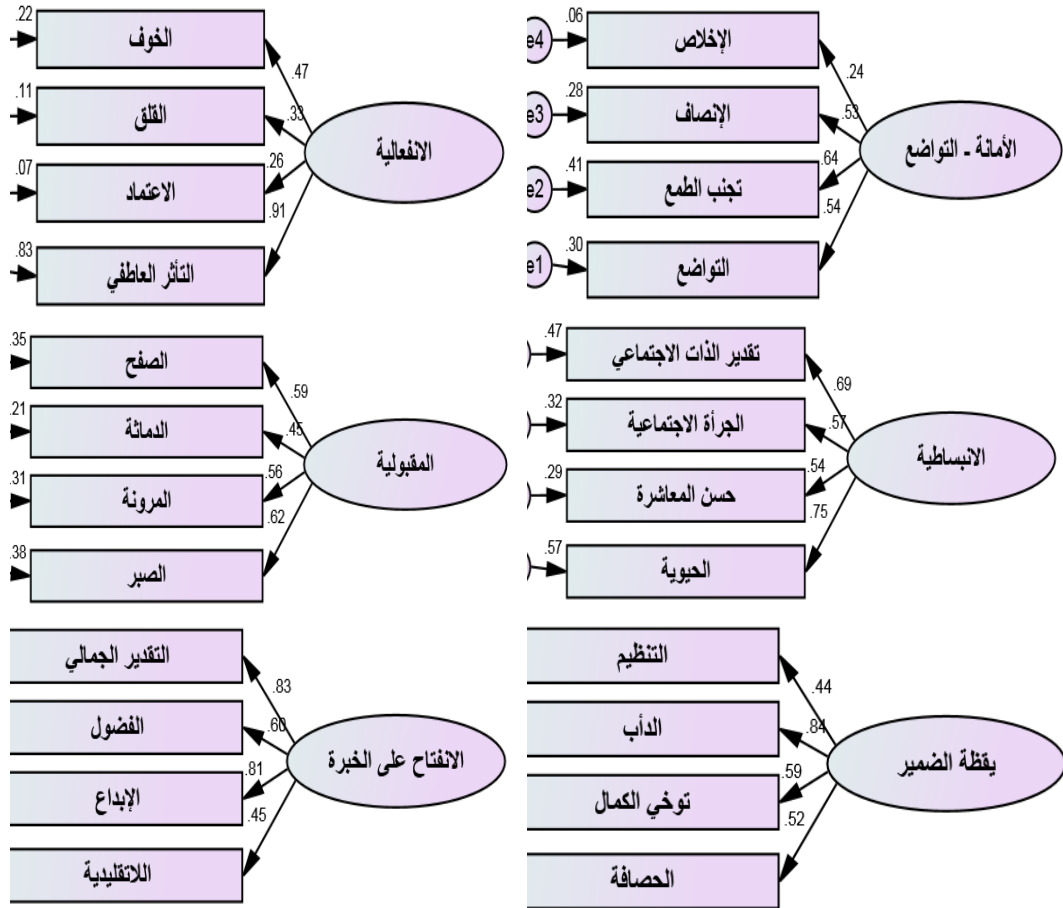 .06
e4
الإخلاص
.24
.28
e3
الإنصاف
.53
.41
e2
تجنب الطمع
.64
.30
e1
التواضع
.54
الأمانة - التواضع
.22
الخوف
.47
.11
القلق
.33
.07
الاعتماد
.26
.83
التأثر العاطفي
.91
الانفعالية
.47
تقدير الذات الاجتماعي
.69
.32
الجرأة الاجتماعية
.57
.29
حسن المعاشرة
.54
.57
الحيوية
.75
الانبساطية
.35
الصفح
.59
.21
الدماثة
.45
.31
المرونة
.56
.38
الصبر
.62
المقبولية
التنظيم
.44
الدأب
.84
توخي الكمال
.59
الحصافة
.52
يقظة الضمير
التقدير الجمالي
.83
الفضول
.60
الإبداع
.81
اللاتقليدية
.45
الانفتاح على الخبرة